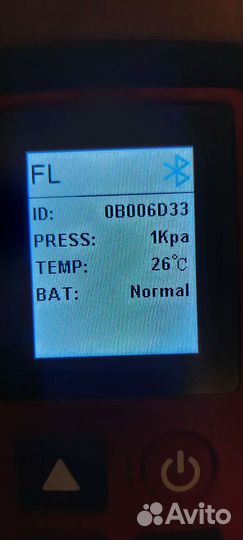 FL
ID: 0B006D33
PRESS: 1Kpa
TEMP: 26℃
BAT: Normal
Avito